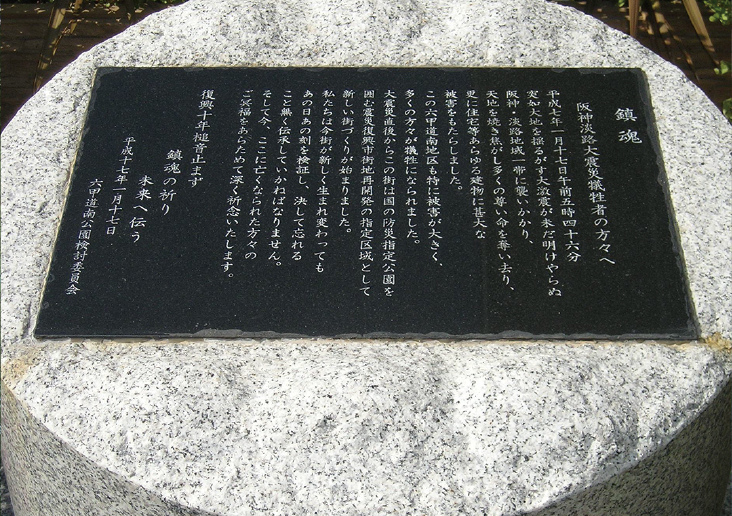 鎮魂
阪神淡路大震災犠牲者の方々へ
平成七年一月十七日午前五時四十六分
突如大地を揺るがす大激震が未だ明けやらぬ
阪神・淡路地域一帯に襲いかかり、
天地を焼き焦がし多くの尊い命を奪い去り、
更に住宅等あらゆる建物に甚大な
被害をもたらしました。
この六甲道南地区も特に被害が大きく、
多くの方々が犠牲になられました。
大震災直後からこの街は国の防災指定公園を
囲む震災復興市街地再開発の指定区域として
新しい街づくりが始まりました。
私たちは今街が新しく生まれ変わっても
あの日あの刻を検証し、決して忘れる
こと無く伝承していかねばなりません。
そして今、ここに亡くなられた方々の
ご冥福をあらためて深く祈念いたします。
復興十年槌音止まず
鎮魂の祈り
未来へ伝う
平成十七年一月十七日
六甲道南公園検討委員会